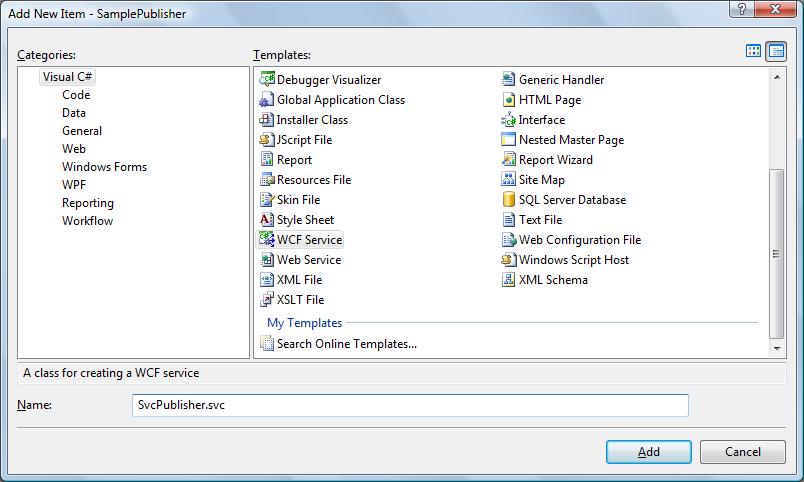 Add New Item - SamplePublisher
Categories:
Templates:
Visual C#
Code
Data
General
Web
Windows Forms
WPF
Reporting
Workflow
Debugger Visualizer
Generic Handler
Global Application Class
HTML Page
Installer Class
Interface
JScript File
Nested Master Page
Report
Report Wizard
Resources File
Site Map
Skin File
SQL Server Database
Style Sheet
Text File
WCF Service
Web Configuration File
Web Service
Windows Script Host
XML File
XML Schema
XSLT File
My Templates
Search Online Templates...
A class for creating a WCF service
Name:
SvcPublisher.svc
Add
Cancel